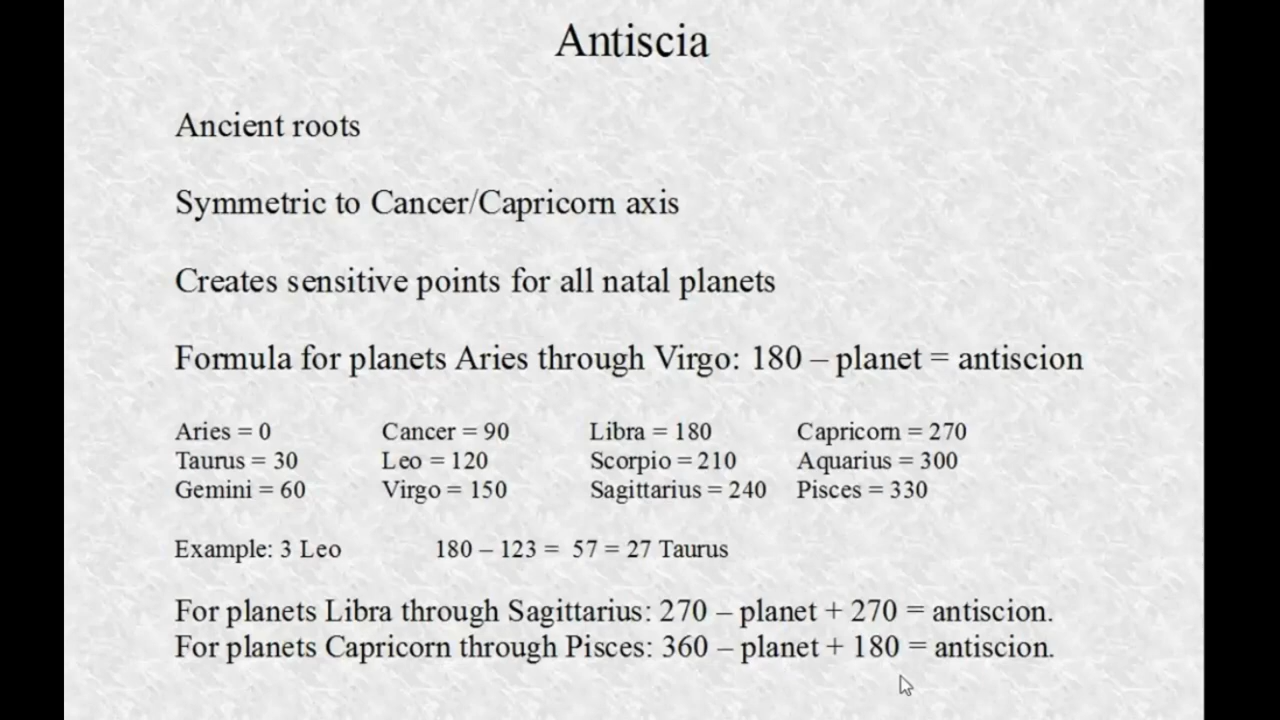 Antiscia
Ancient roots
Symmetric to Cancer/Capricorn axis
Creates sensitive points for all natal planets
Formula for planets Aries through Virgo: 180 – planet = antiscion
Aries = 0 Cancer = 90 Libra = 180 Capricorn = 270
Taurus = 30 Leo = 120 Scorpio = 210 Aquarius = 300
Gemini = 60 Virgo = 150 Sagittarius = 240 Pisces = 330
Example: 3 Leo 180 – 123 = 57 = 27 Taurus
For planets Libra through Sagittarius: 270 – planet + 270 = antiscion.
For planets Capricorn through Pisces: 360 – planet + 180 = antiscion.